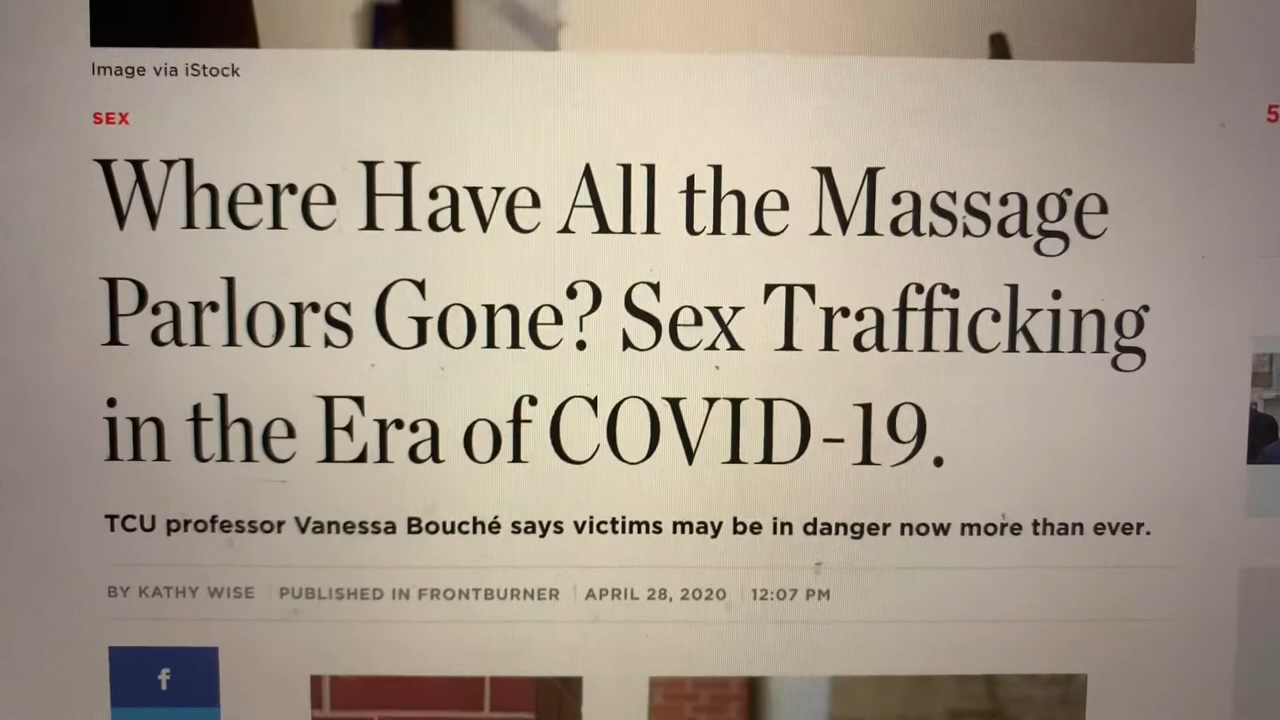 Image via iStock
SEX
5
Where Have All the Massage
Parlors Gone? Sex Trafficking
in the Era of COVID-19.
TCU professor Vanessa Bouché says victims may be in danger now more than ever.
BY KATHY WISE PUBLISHED IN FRONTBURNER APRIL 28, 2020 12:07 PM
f